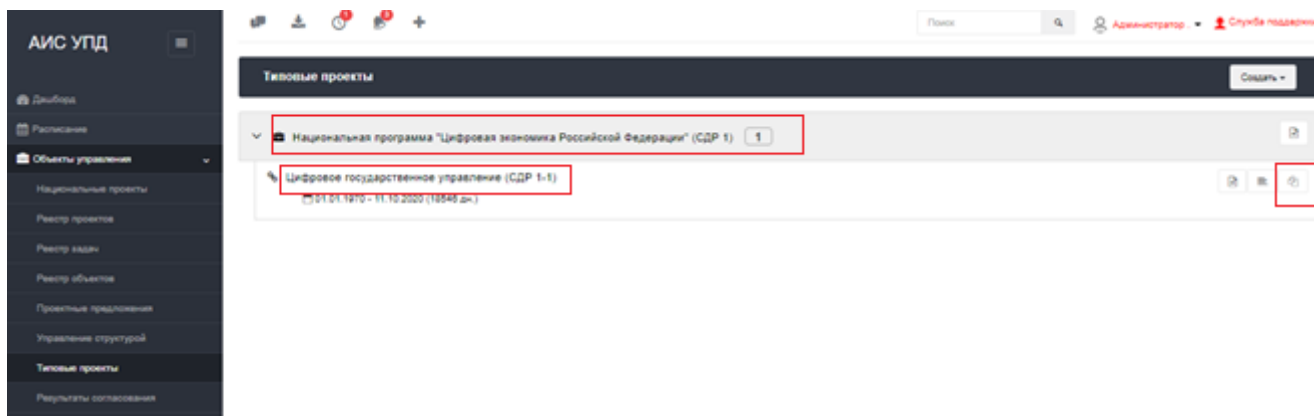 АИС УПД
1
3
Поиск
Администратор .
Служба поддержки
Типовые проекты
Создать
Дашборд
Расписание
Объекты управления
Национальные проекты
Реестр проектов
Реестр задач
Реестр объектов
Проектные предложения
Управление структурой
Типовые проекты
Результаты согласования
Национальная программа "Цифровая экономика Российской Федерации" (СДР 1) 1
Цифровое государственное управление (СДР 1-1)
01.01.1970 - 11.10.2020 (18546 дн.)